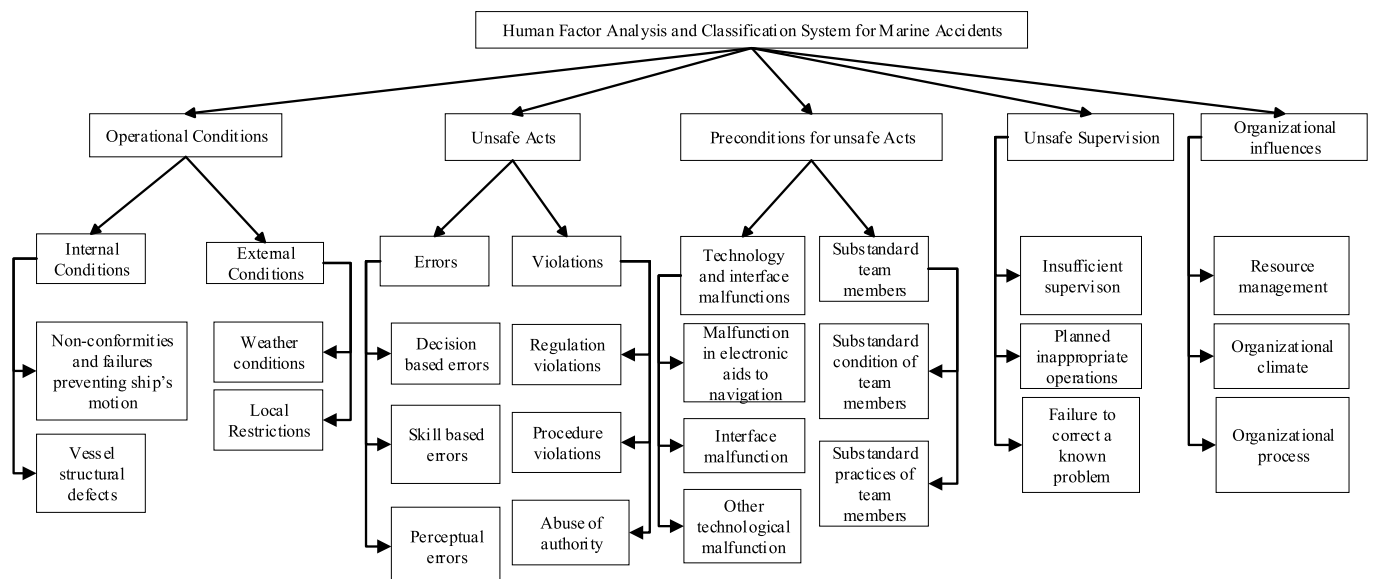 Human Factor Analysis and Classification System for Marine Accidents
Operational Conditions
Unsafe Acts
Preconditions for unsafe Acts
Unsafe Supervision
Organizational
influences
Internal
Conditions
External
Conditions
Errors
Violations
Technology
and interface
malfunctions
Substandard
team
members
Insufficient
supervison
Resource
management
Non-conformities
and failures
preventing ship's
motion
Weather
conditions
Decision
based errors
Regulation
violations
Malfunction
in electronic
aids to
navigation
Substandard
condition of
team
members
Planned
inappropriate
operations
Organizational
climate
Local
Restrictions
Vessel
structural
defects
Skill based
errors
Procedure
violations
Interface
malfunction
Substandard
practices of
team
members
Failure to
correct a
known
problem
Organizational
process
Perceptual
errors
Abuse of
authority
Other
technological
malfunction